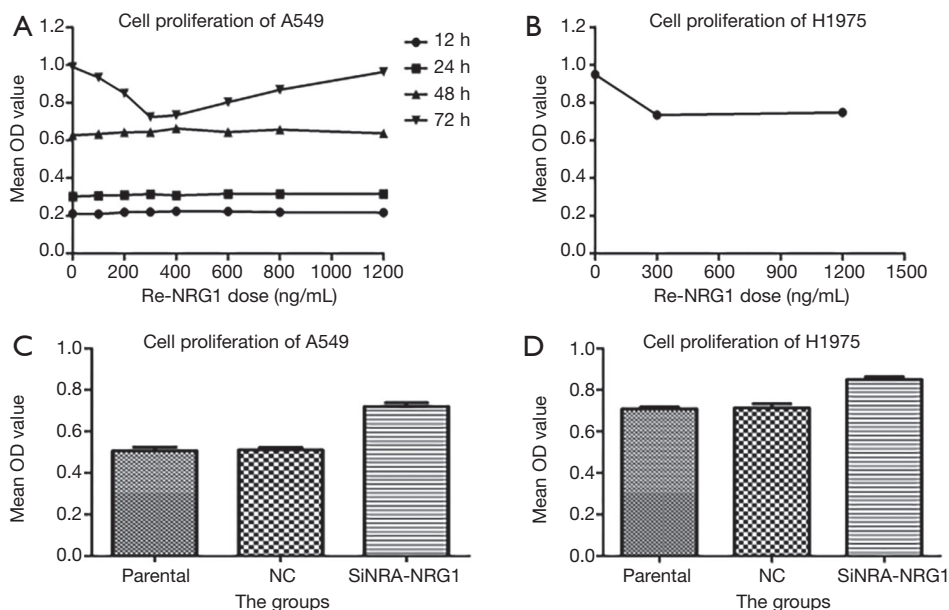 A
Cell proliferation of A549
1.2
1.0
0.8
0.6
0.4
0.2
0.0
Mean OD value
0 200 400 600 800 1000 1200
Re-NRG1 dose (ng/mL)
12 h
24 h
48 h
72 h
B
Cell proliferation of H1975
1.2
1.0
0.8
0.6
0.4
0.2
0.0
Mean OD value
0 300 600 900 1200 1500
Re-NRG1 dose (ng/mL)
C
Cell proliferation of A549
1.0
0.8
0.6
0.4
0.2
0.0
Mean OD value
Parental NC SiNRA-NRG1
The groups
D
Cell proliferation of H1975
1.0
0.8
0.6
0.4
0.2
0.0
Mean OD value
Parental NC SiNRA-NRG1
The groups